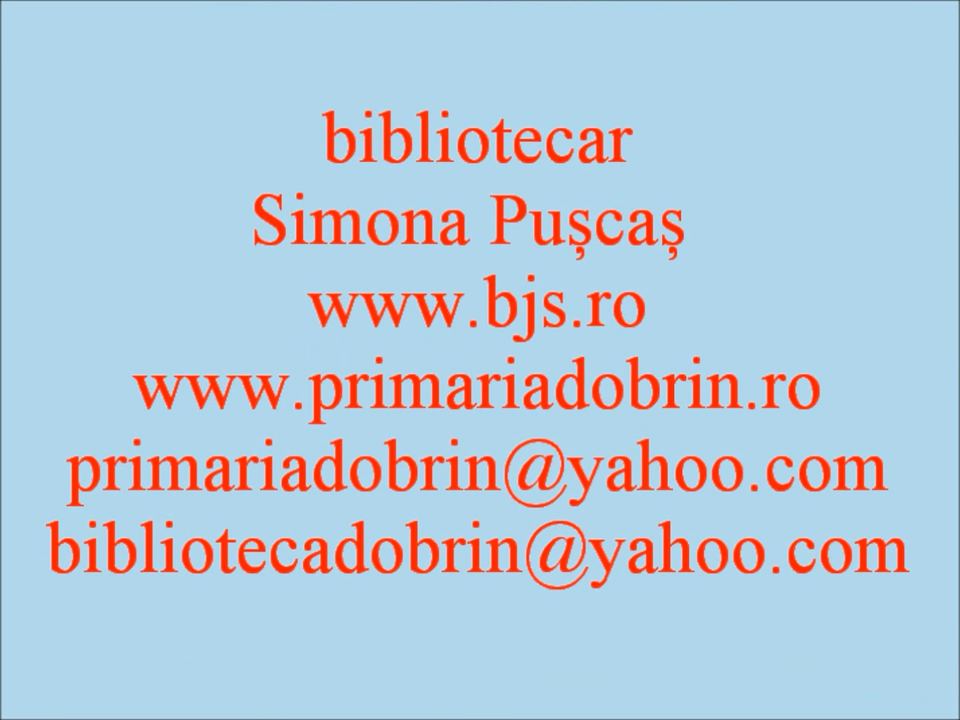 bibliotecar
Simona Pușcaș
www.bjs.ro
www.primariadobrin.ro
primariadobrin@yahoo.com
bibliotecadobrin@yahoo.com